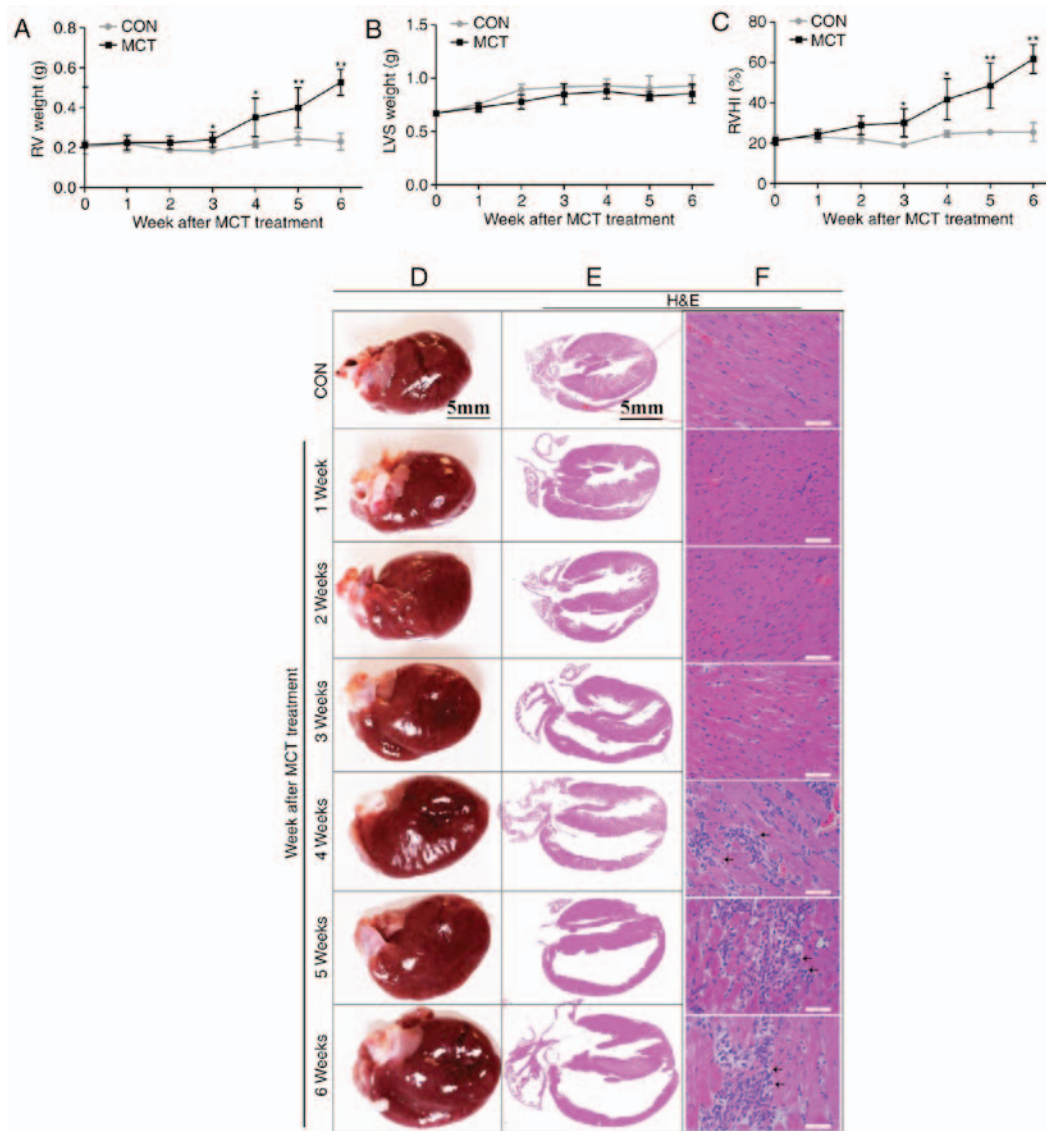 A
CON
MCT
RV weight (g)
0.8
0.6
0.4
0.2
0.0
*
*
**
**
0 1 2 3 4 5 6
Week after MCT treatment
B
CON
MCT
LVS weight (g)
1.5
1.0
0.5
0.0
0 1 2 3 4 5 6
Week after MCT treatment
C
CON
MCT
RVHI (%)
80
60
40
20
0
*
*
**
**
0 1 2 3 4 5 6
Week after MCT treatment
D E F
H&E
CON
5mm 5mm
Week after MCT treatment
1 Week
2 Weeks
3 Weeks
4 Weeks
5 Weeks
6 Weeks